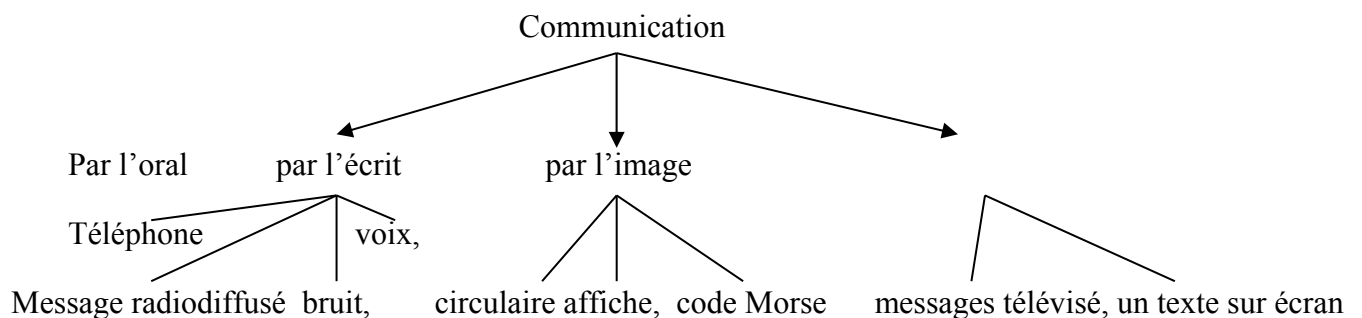 Communication
Par l’oral par l’écrit par l’image
Téléphone voix,
Message radiodiffusé bruit, circulaire affiche, code Morse messages télévisé, un texte sur écran